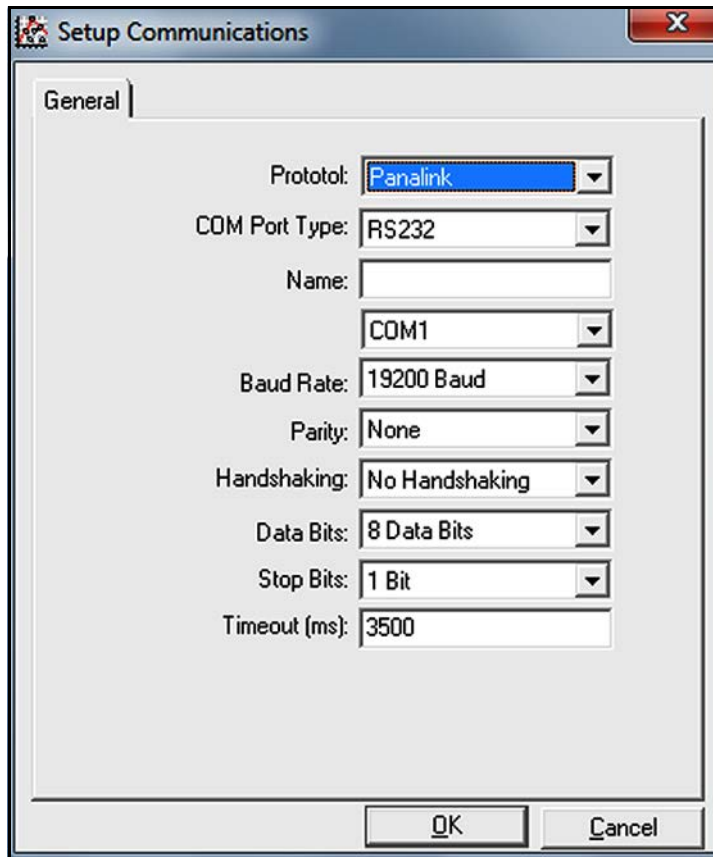 Setup Communications
General
Prototol: Panalink
COM Port Type: RS232
Name:
COM1
Baud Rate: 19200 Baud
Parity: None
Handshaking: No Handshaking
Data Bits: 8 Data Bits
Stop Bits: 1 Bit
Timeout (ms): 3500
OK Cancel